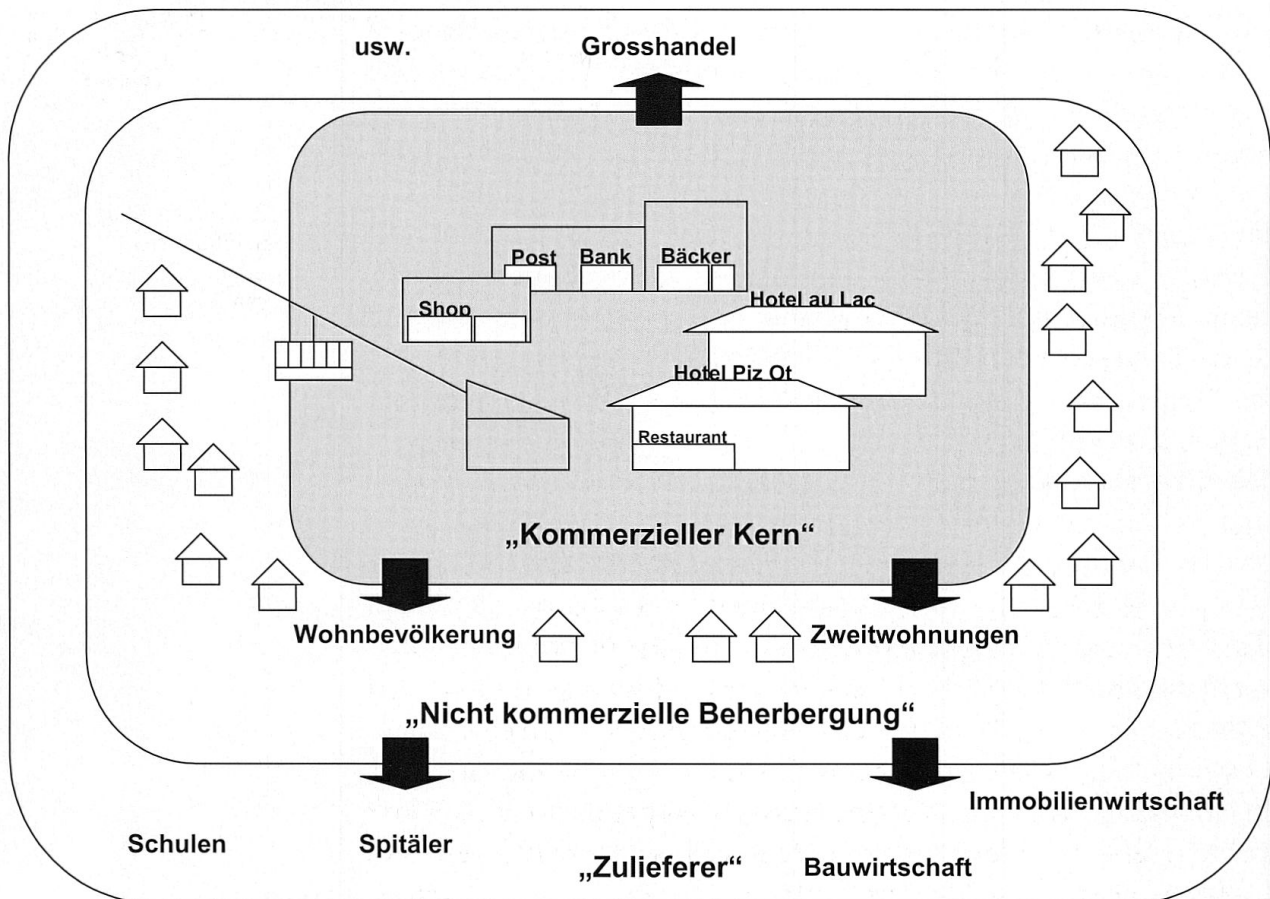 usw. Grosshandel
Post Bank Bäcker
Shop
Hotel au Lac
Hotel Piz Ot
Restaurant
„Kommerzieller Kern“
Wohnbevölkerung Zweitwohnungen
„Nicht kommerzielle Beherbergung“
Immobilienwirtschaft
Schulen Spitäler
„Zulieferer“ Bauwirtschaft